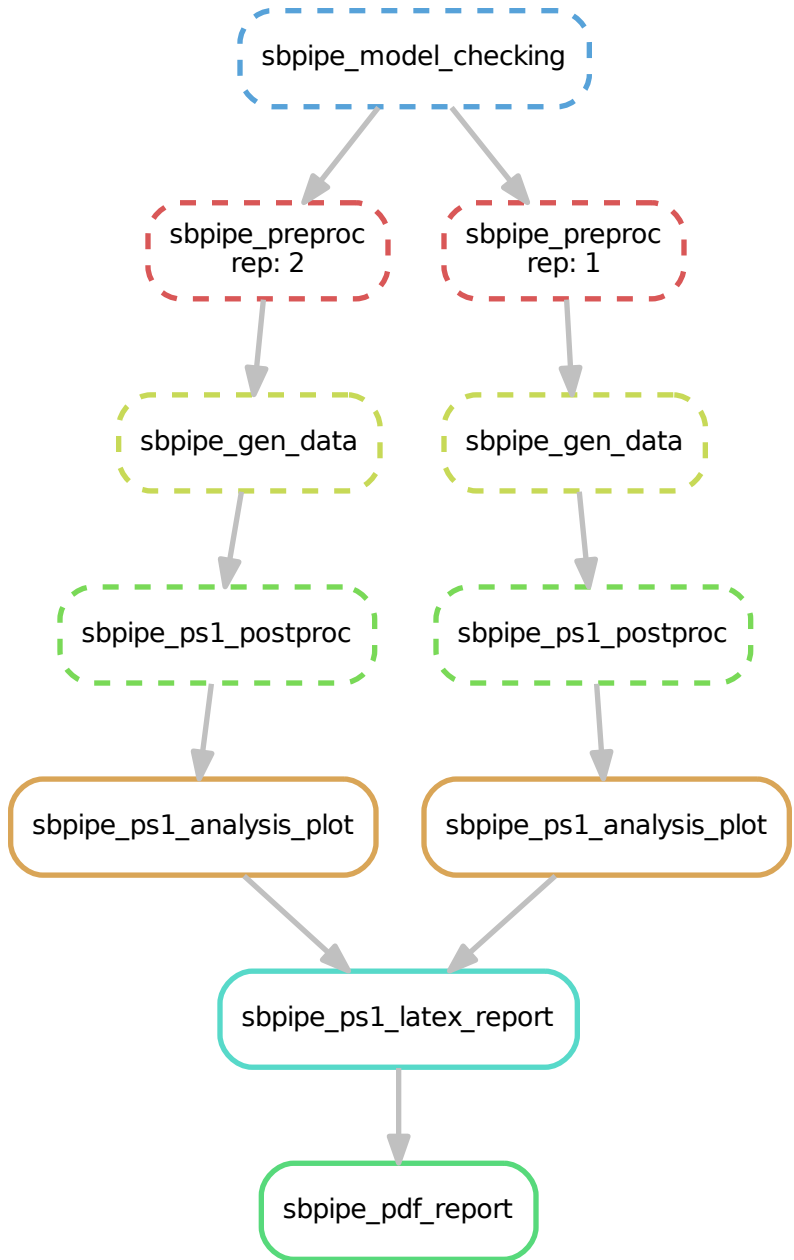 sbpipe_model_checking
sbpipe_preproc
rep: 2
sbpipe_preproc
rep: 1
sbpipe_gen_data
sbpipe_gen_data
sbpipe_ps1_postproc
sbpipe_ps1_postproc
sbpipe_ps1_analysis_plot
sbpipe_ps1_analysis_plot
sbpipe_ps1_latex_report
sbpipe_pdf_report